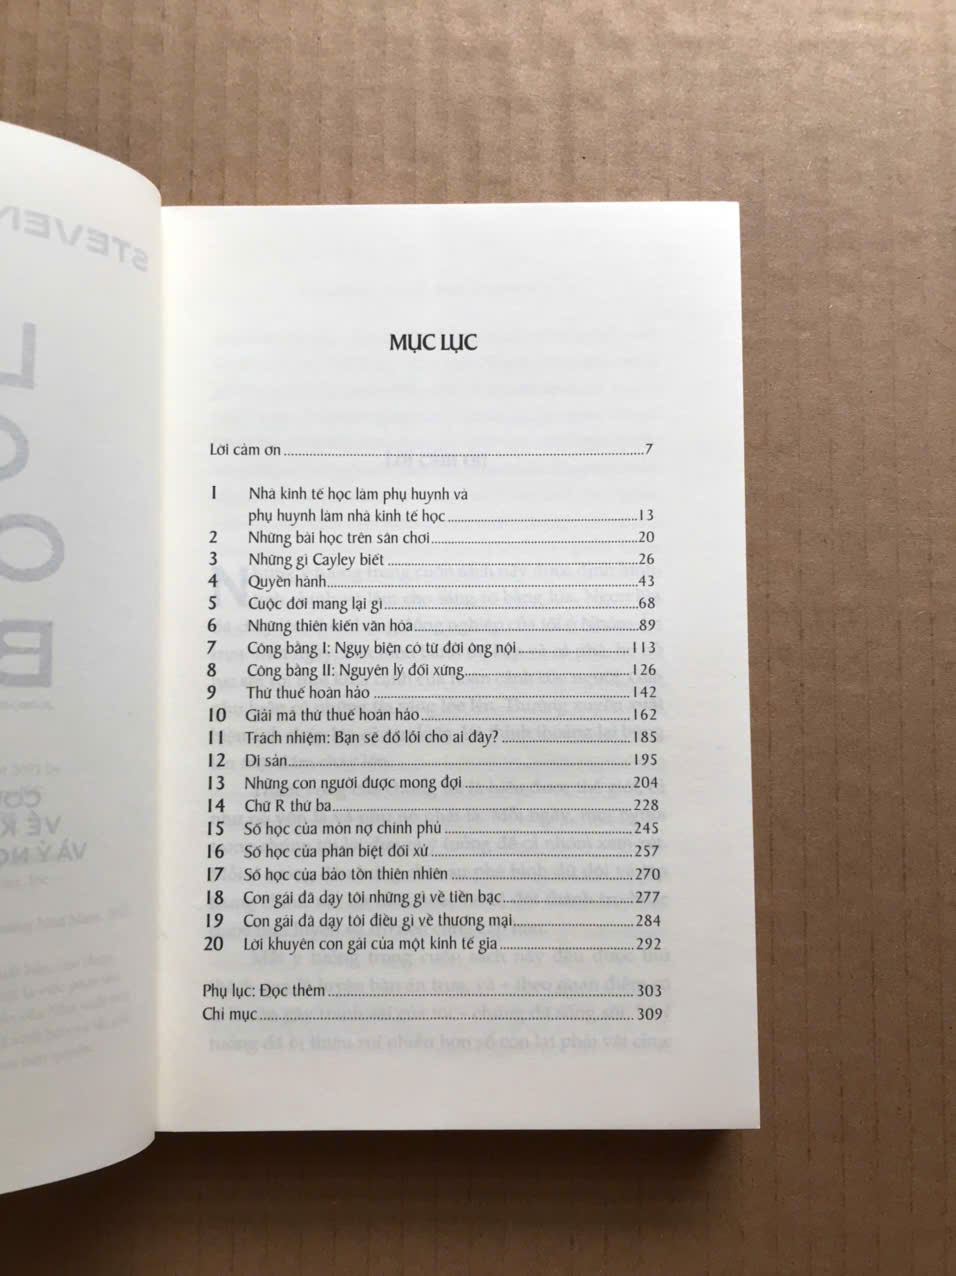 STEVEN
L
O
O
B
CƠN
VỀ K
VÀ Ý NG
MỤC LỤC
Lời cảm ơn 7
1 Nhà kinh tế học làm phụ huynh và
phụ huynh làm nhà kinh tế học 13
2 Những bài học trên sân chơi 20
3 Những gì Cayley biết 26
4 Quyền hành 43
5 Cuộc đời mang lại gì 68
6 Những thiên kiến văn hóa 89
7 Công bằng I: Ngụy biện có từ đời ông nội 113
8 Công bằng II: Nguyên lý đối xứng 126
9 Thứ thuế hoàn hảo 142
10 Giải mã thứ thuế hoàn hảo 162
11 Trách nhiệm: Bạn sẽ đổ lỗi cho ai đây? 185
12 Di sản 195
13 Những con người được mong đợi 204
14 Chữ R thứ ba 228
15 Số học của món nợ chính phủ 245
16 Số học của phân biệt đối xử 257
17 Số học của bảo tồn thiên nhiên 270
18 Con gái đã dạy tôi những gì về tiền bạc 277
19 Con gái đã dạy tôi điều gì về thương mại 284
20 Lời khuyên con gái của một kinh tế gia 292
Phụ lục: Đọc thêm 303
Chỉ mục 309